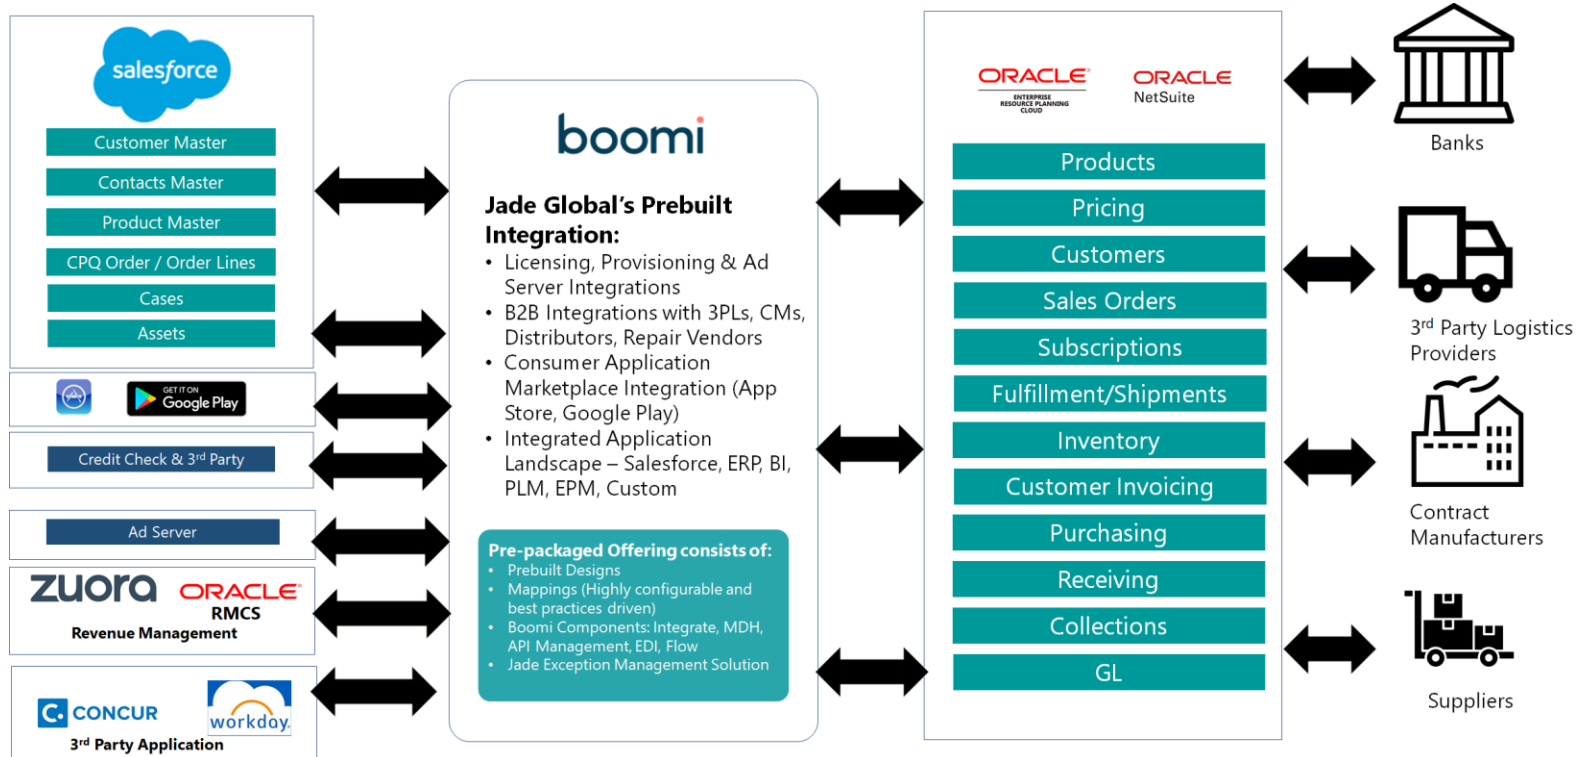 salesforce
Customer Master
Contacts Master
Product Master
CPQ Order / Order Lines
Cases
Assets
GET IT ON
Google Play
Credit Check & 3rd Party
Ad Server
zuora
ORACLE
RMCS
Revenue Management
C.
CONCUR
workday.
3rd Party Application
boomi
Jade Global’s Prebuilt
Integration:
• Licensing, Provisioning & Ad
Server Integrations
• B2B Integrations with 3PLs, CMs,
Distributors, Repair Vendors
• Consumer Application
Marketplace Integration (App
Store, Google Play)
• Integrated Application
Landscape – Salesforce, ERP, BI,
PLM, EPM, Custom
Pre-packaged Offering consists of:
• Prebuilt Designs
• Mappings (Highly configurable and
best practices driven)
• Boomi Components: Integrate, MDH,
API Management, EDI, Flow
• Jade Exception Management Solution
ORACLE®
ENTERPRISE
RESOURCE PLANNING
CLOUD
ORACLE
NetSuite
Products
Pricing
Customers
Sales Orders
Subscriptions
Fulfillment/Shipments
Inventory
Customer Invoicing
Purchasing
Receiving
Collections
GL
Banks
3rd Party Logistics
Providers
Contract
Manufacturers
Suppliers